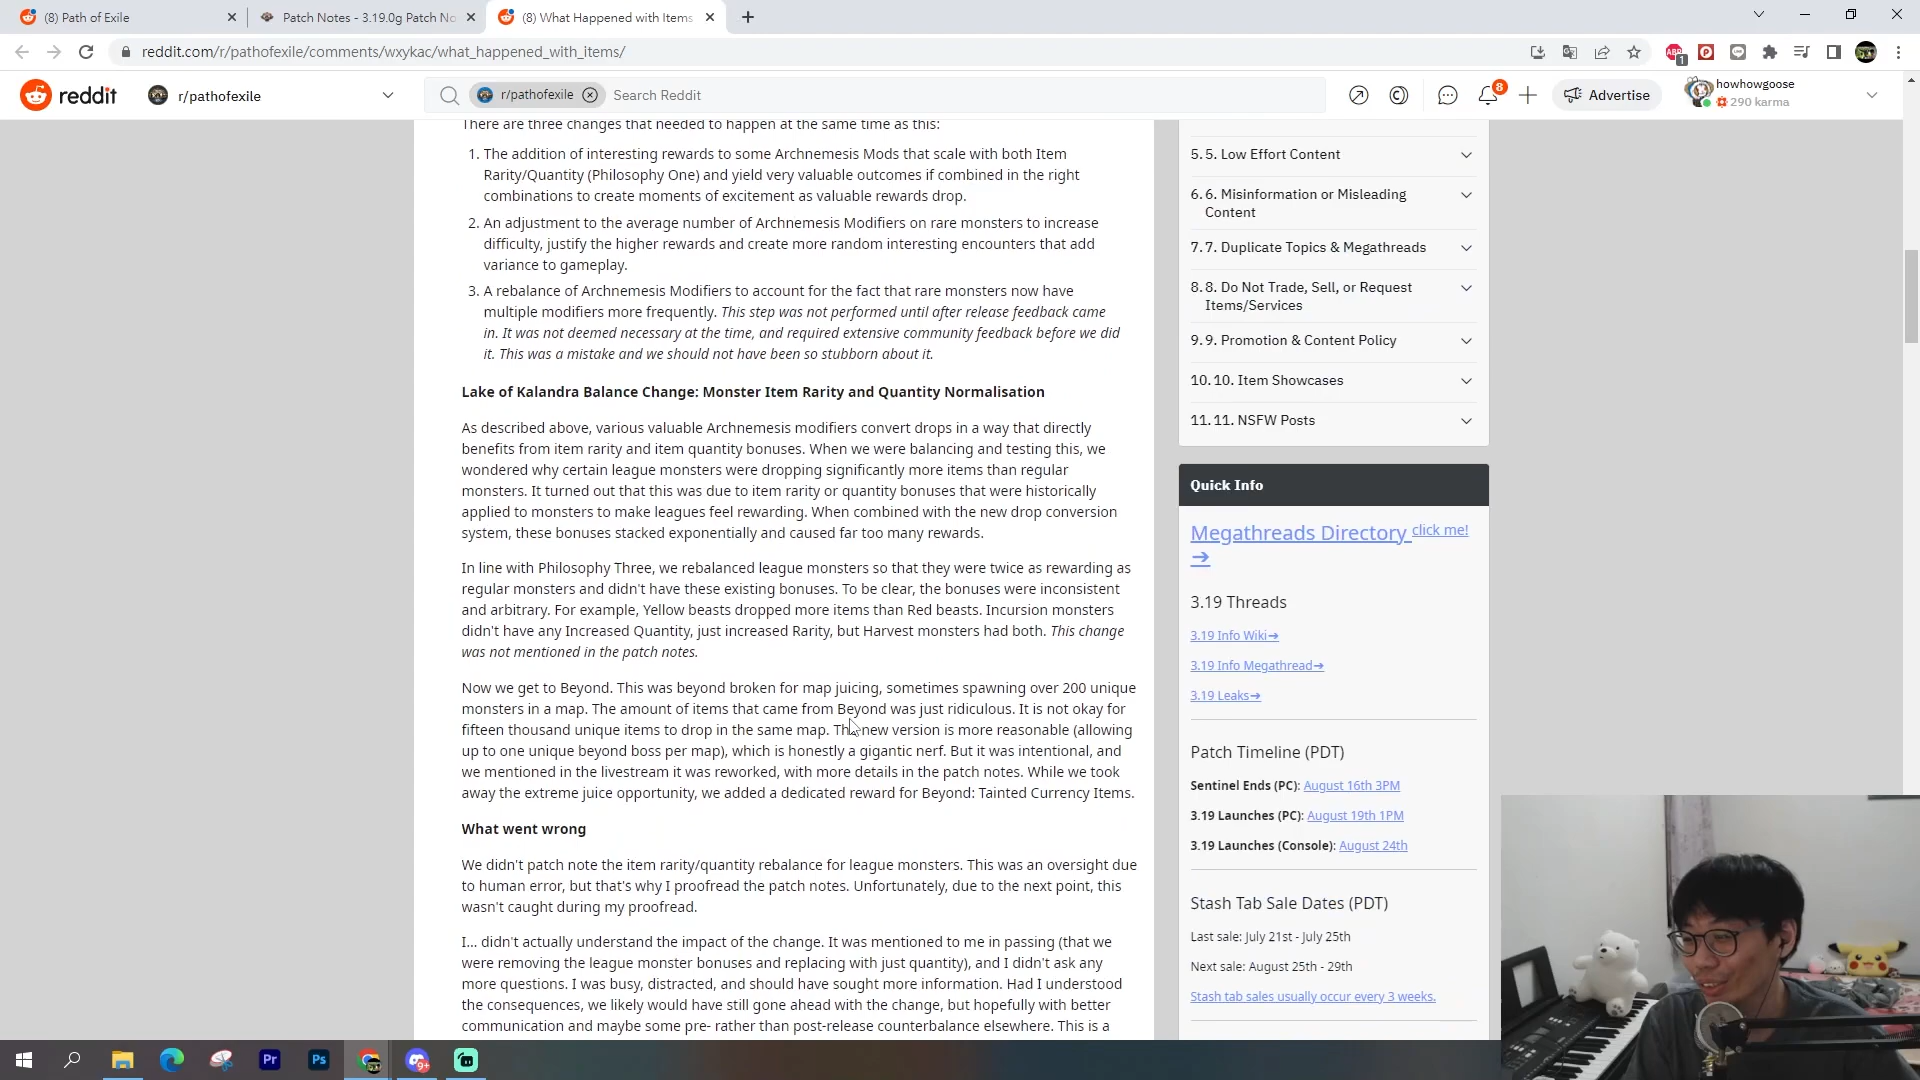 (8) Path of Exile
Patch Notes - 3.19.0g Patch No
(8) What Happened with Items
reddit.com/r/pathofexile/comments/wxykac/what_happened_with_items/
ABP
1
reddit
r/pathofexile
r/pathofexile
Search Reddit
8
Advertise
howhowgoose
290 karma
There are three changes that needed to happen at the same time as this:
1. The addition of interesting rewards to some Archnemesis Mods that scale with both Item
Rarity/Quantity (Philosophy One) and yield very valuable outcomes if combined in the right
combinations to create moments of excitement as valuable rewards drop.
2. An adjustment to the average number of Archnemesis Modifiers on rare monsters to increase
difficulty, justify the higher rewards and create more random interesting encounters that add
variance to gameplay.
3. A rebalance of Archnemesis Modifiers to account for the fact that rare monsters now have
multiple modifiers more frequently. This step was not performed until after release feedback came
in. It was not deemed necessary at the time, and required extensive community feedback before we did
it. This was a mistake and we should not have been so stubborn about it.
Lake of Kalandra Balance Change: Monster Item Rarity and Quantity Normalisation
As described above, various valuable Archnemesis modifiers convert drops in a way that directly
benefits from item rarity and item quantity bonuses. When we were balancing and testing this, we
wondered why certain league monsters were dropping significantly more items than regular
monsters. It turned out that this was due to item rarity or quantity bonuses that were historically
applied to monsters to make leagues feel rewarding. When combined with the new drop conversion
system, these bonuses stacked exponentially and caused far too many rewards.
In line with Philosophy Three, we rebalanced league monsters so that they were twice as rewarding as
regular monsters and didn't have these existing bonuses. To be clear, the bonuses were inconsistent
and arbitrary. For example, Yellow beasts dropped more items than Red beasts. Incursion monsters
didn't have any Increased Quantity, just increased Rarity, but Harvest monsters had both. This change
was not mentioned in the patch notes.
Now we get to Beyond. This was beyond broken for map juicing, sometimes spawning over 200 unique
monsters in a map. The amount of items that came from Beyond was just ridiculous. It is not okay for
fifteen thousand unique items to drop in the same map. The new version is more reasonable (allowing
up to one unique beyond boss per map), which is honestly a gigantic nerf. But it was intentional, and
we mentioned in the livestream it was reworked, with more details in the patch notes. While we took
away the extreme juice opportunity, we added a dedicated reward for Beyond: Tainted Currency Items.
What went wrong
We didn't patch note the item rarity/quantity rebalance for league monsters. This was an oversight due
to human error, but that's why I proofread the patch notes. Unfortunately, due to the next point, this
wasn't caught during my proofread.
I... didn't actually understand the impact of the change. It was mentioned to me in passing (that we
were removing the league monster bonuses and replacing with just quantity), and I didn't ask any
more questions. I was busy, distracted, and should have sought more information. Had I understood
the consequences, we likely would have still gone ahead with the change, but hopefully with better
communication and maybe some pre- rather than post-release counterbalance elsewhere. This is a
5. 5. Low Effort Content
6. 6. Misinformation or Misleading
Content
7. 7. Duplicate Topics & Megathreads
8. 8. Do Not Trade, Sell, or Request
Items/Services
9. 9. Promotion & Content Policy
10. 10. Item Showcases
11. 11. NSFW Posts
Quick Info
Megathreads Directory click me!
➔
3.19 Threads
3.19 Info Wiki➔
3.19 Info Megathread➔
3.19 Leaks➔
Patch Timeline (PDT)
Sentinel Ends (PC): August 16th 3PM
3.19 Launches (PC): August 19th 1PM
3.19 Launches (Console): August 24th
Stash Tab Sale Dates (PDT)
Last sale: July 21st - July 25th
Next sale: August 25th - 29th
Stash tab sales usually occur every 3 weeks.
Pr
Ps
9+